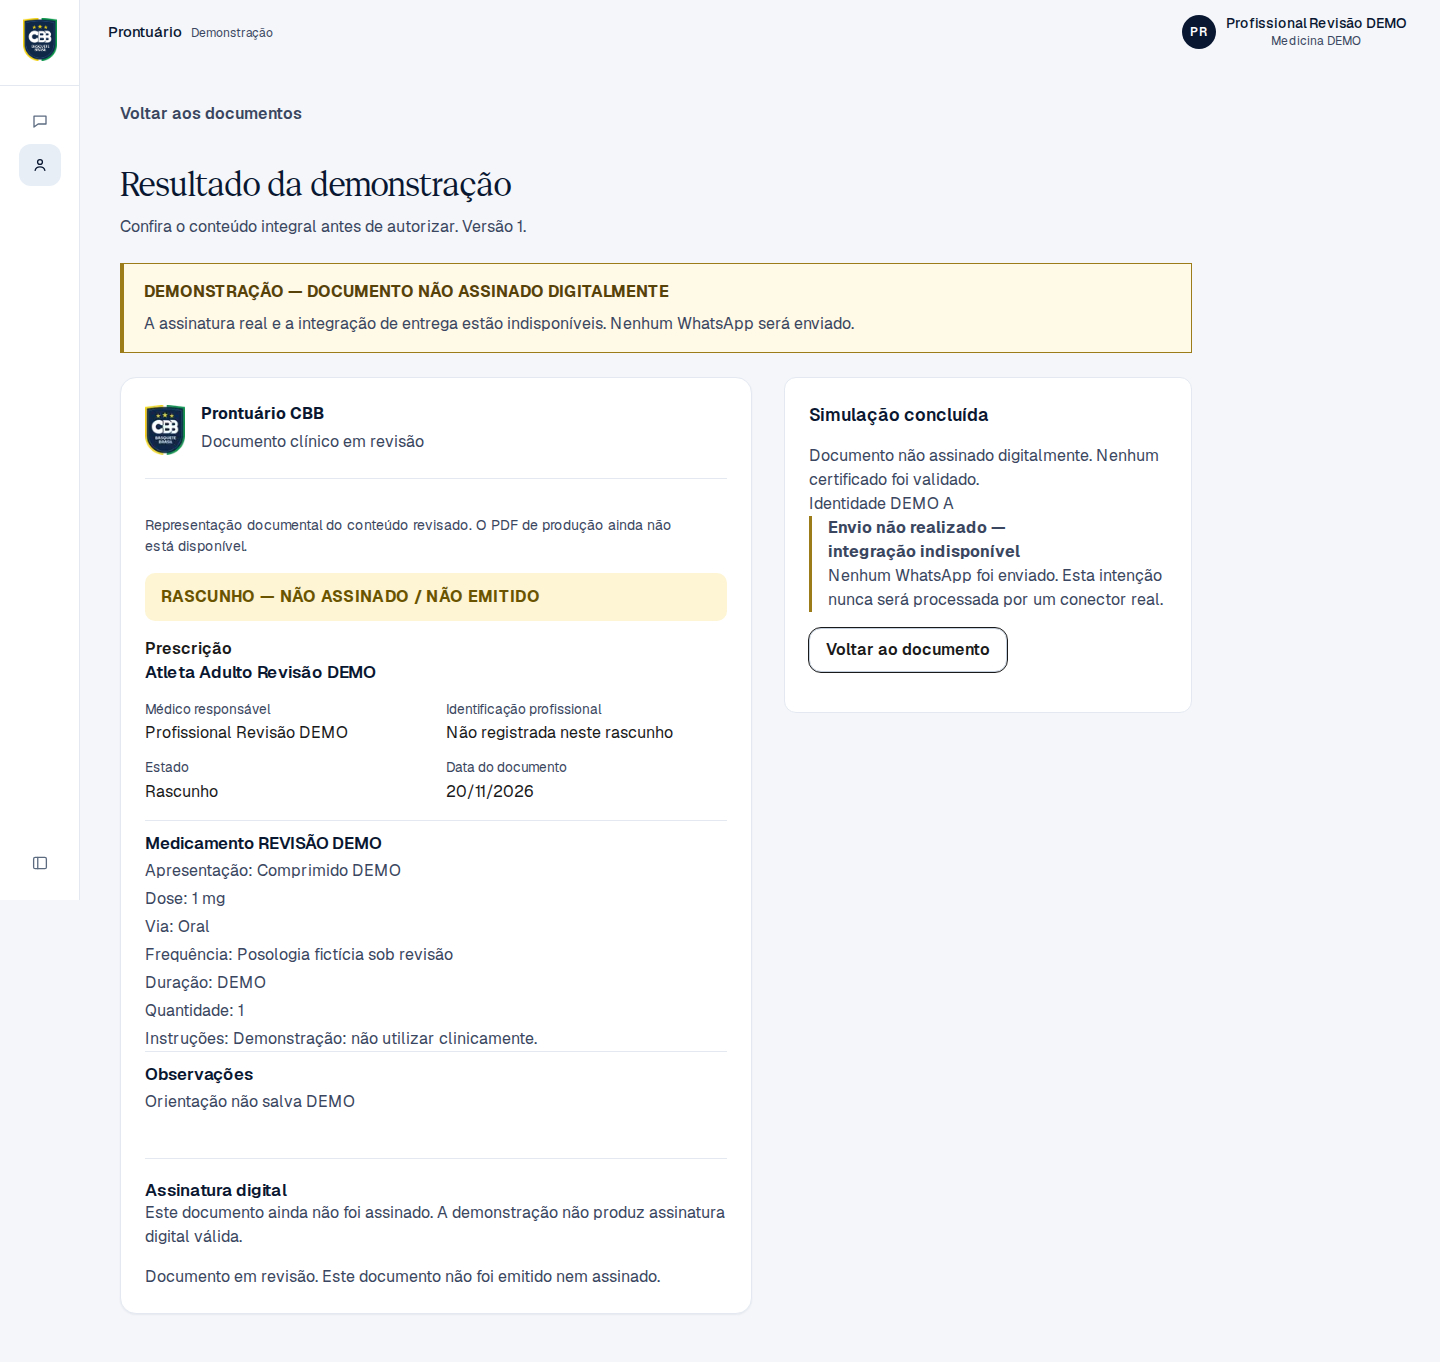 CBB
BASQUETE
BRASIL
Prontuário Demonstração
PR
Profissional Revisão DEMO
Medicina DEMO
Voltar aos documentos
Resultado da demonstração
Confira o conteúdo integral antes de autorizar. Versão 1.
DEMONSTRAÇÃO — DOCUMENTO NÃO ASSINADO DIGITALMENTE
A assinatura real e a integração de entrega estão indisponíveis. Nenhum WhatsApp será enviado.
CBB
BASQUETE
BRASIL
Prontuário CBB
Documento clínico em revisão
Representação documental do conteúdo revisado. O PDF de produção ainda não
está disponível.
RASCUNHO — NÃO ASSINADO / NÃO EMITIDO
Prescrição
Atleta Adulto Revisão DEMO
Médico responsável
Profissional Revisão DEMO
Identificação profissional
Não registrada neste rascunho
Estado
Rascunho
Data do documento
20/11/2026
Medicamento REVISÃO DEMO
Apresentação: Comprimido DEMO
Dose: 1 mg
Via: Oral
Frequência: Posologia fictícia sob revisão
Duração: DEMO
Quantidade: 1
Instruções: Demonstração: não utilizar clinicamente.
Observações
Orientação não salva DEMO
Assinatura digital
Este documento ainda não foi assinado. A demonstração não produz assinatura
digital válida.
Documento em revisão. Este documento não foi emitido nem assinado.
Simulação concluída
Documento não assinado digitalmente. Nenhum
certificado foi validado.
Identidade DEMO A
Envio não realizado —
integração indisponível
Nenhum WhatsApp foi enviado. Esta intenção
nunca será processada por um conector real.
Voltar ao documento